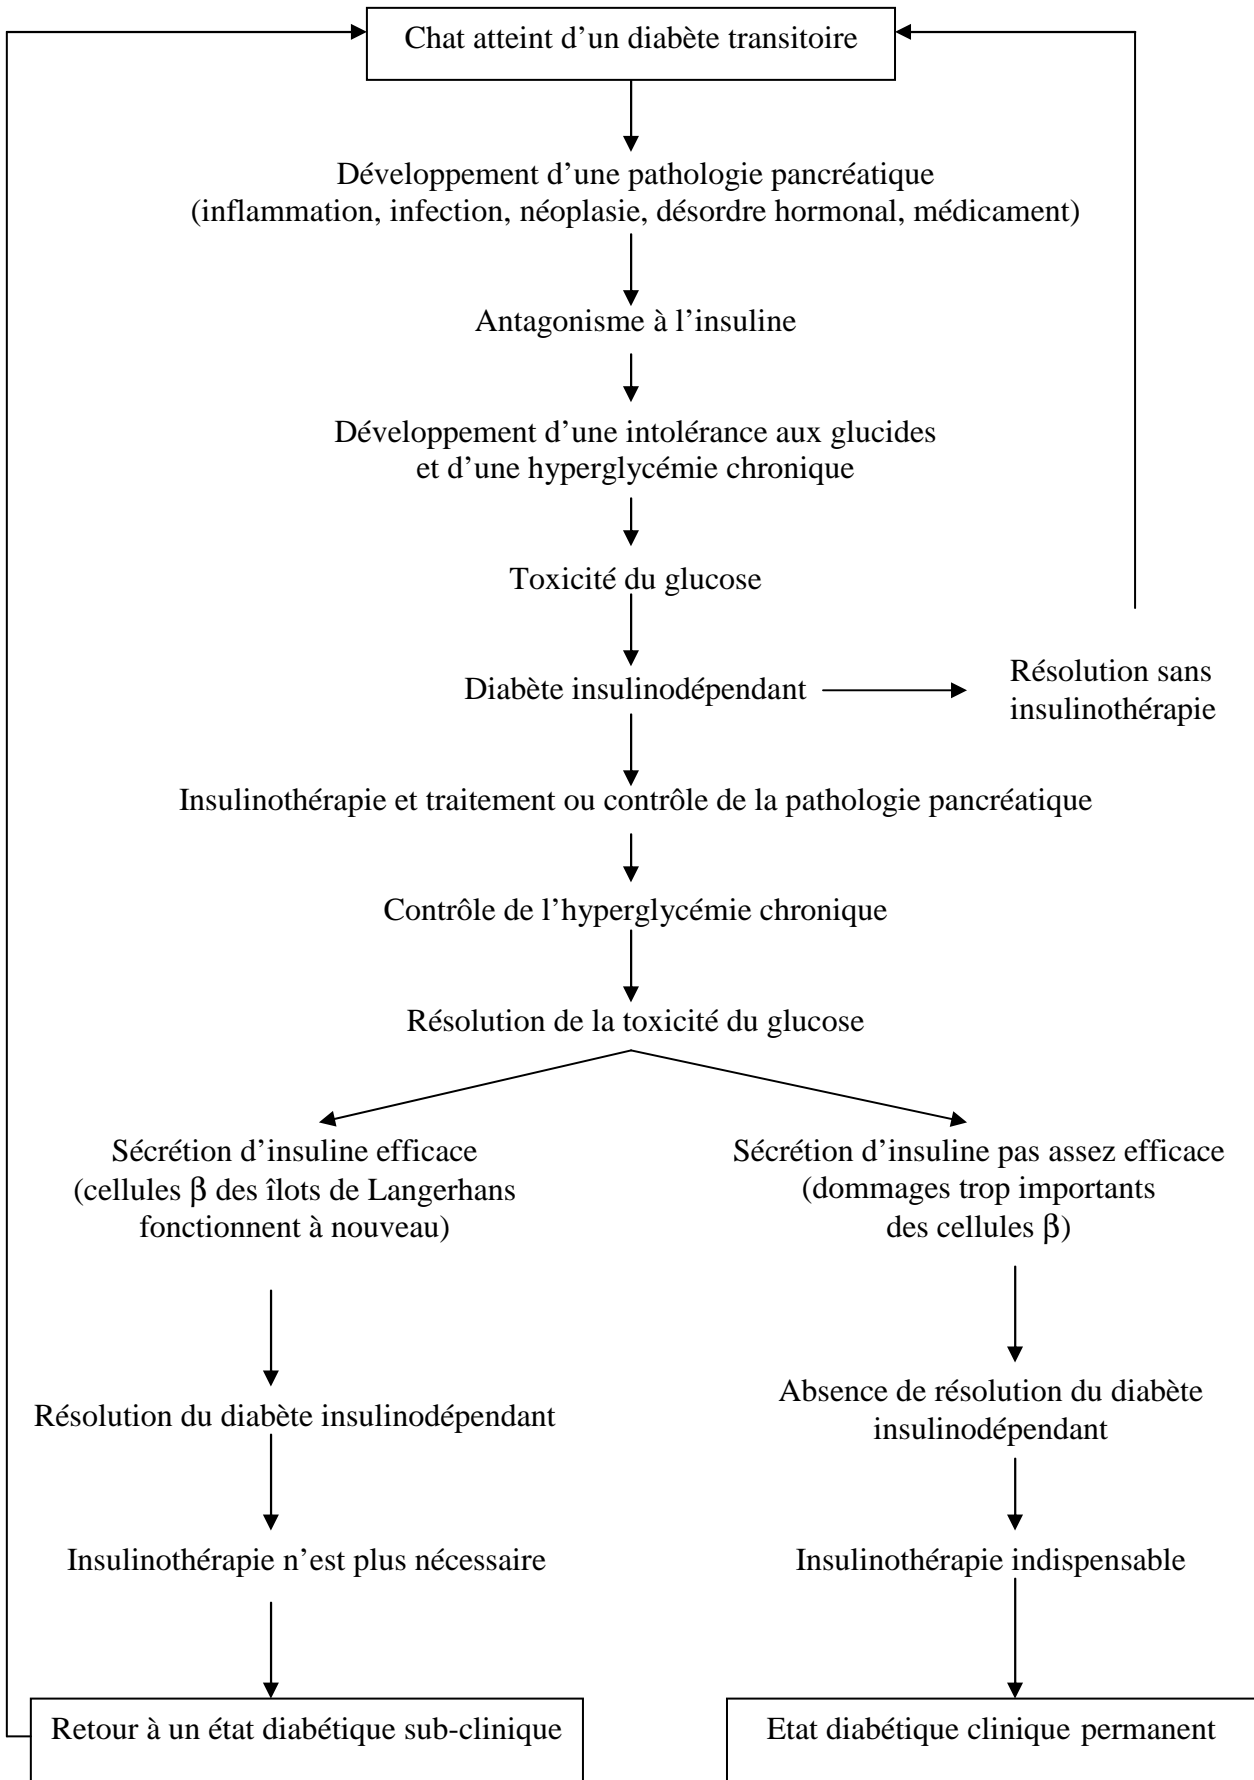 Chat atteint d’un diabète transitoire
Développement d’une pathologie pancréatique
(inflammation, infection, néoplasie, désordre hormonal, médicament)
Antagonisme à l’insuline
Développement d’une intolérance aux glucides
et d’une hyperglycémie chronique
Toxicité du glucose
Diabète insulinodépendant
Résolution sans
insulinothérapie
Insulinothérapie et traitement ou contrôle de la pathologie pancréatique
Contrôle de l’hyperglycémie chronique
Résolution de la toxicité du glucose
Sécrétion d’insuline efficace
(cellules β des îlots de Langerhans
fonctionnent à nouveau)
Sécrétion d’insuline pas assez efficace
(dommages trop importants
des cellules β)
Résolution du diabète insulinodépendant
Absence de résolution du diabète
insulinodépendant
Insulinothérapie n’est plus nécessaire
Insulinothérapie indispensable
Retour à un état diabétique sub-clinique
Etat diabétique clinique permanent